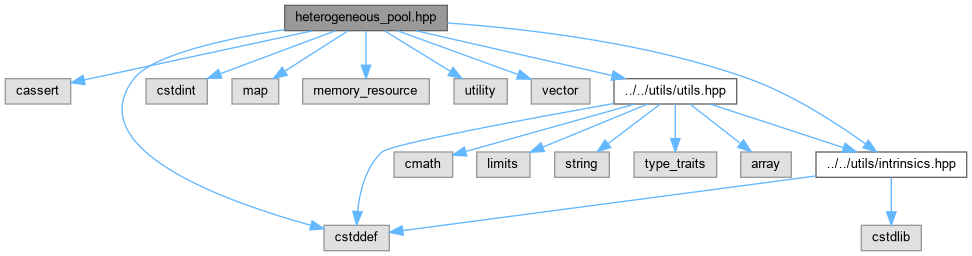 heterogeneous_pool.hpp
cassert
cstdint
map
memory_resource
utility
vector
../../utils/utils.hpp
cmath
limits
string
type_traits
array
../../utils/intrinsics.hpp
cstddef
cstdlib